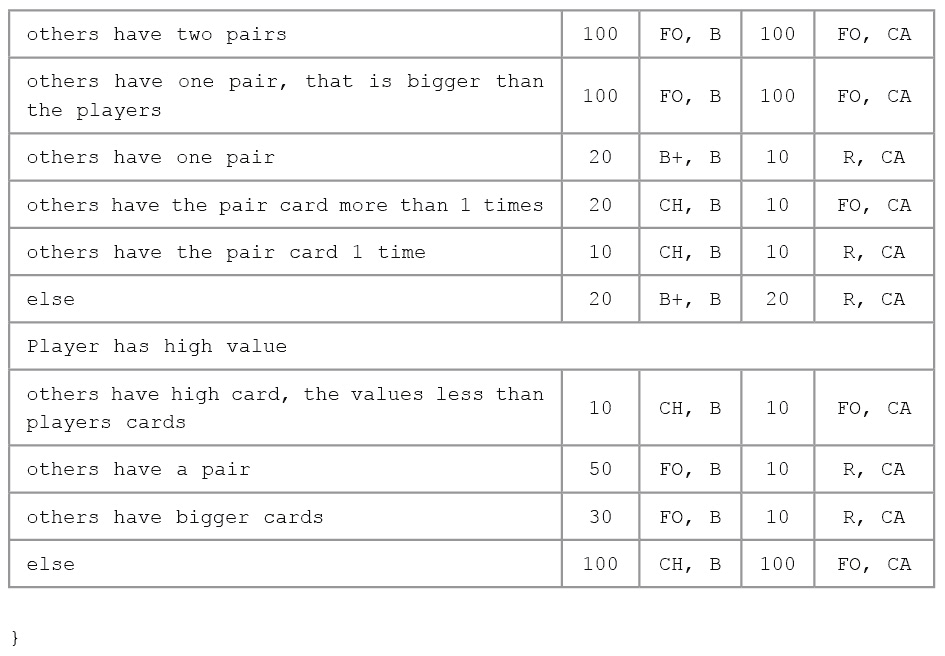 others have two pairs 100 FO, B 100 FO, CA
others have one pair, that is bigger than
the players 100 FO, B 100 FO, CA
others have one pair 20 B+, B 10 R, CA
others have the pair card more than 1 times 20 CH, B 10 FO, CA
others have the pair card 1 time 10 CH, B 10 R, CA
else 20 B+, B 20 R, CA
Player has high value
others have high card, the values less than
players cards 10 CH, B 10 FO, CA
others have a pair 50 FO, B 10 R, CA
others have bigger cards 30 FO, B 10 R, CA
else 100 CH, B 100 FO, CA
}